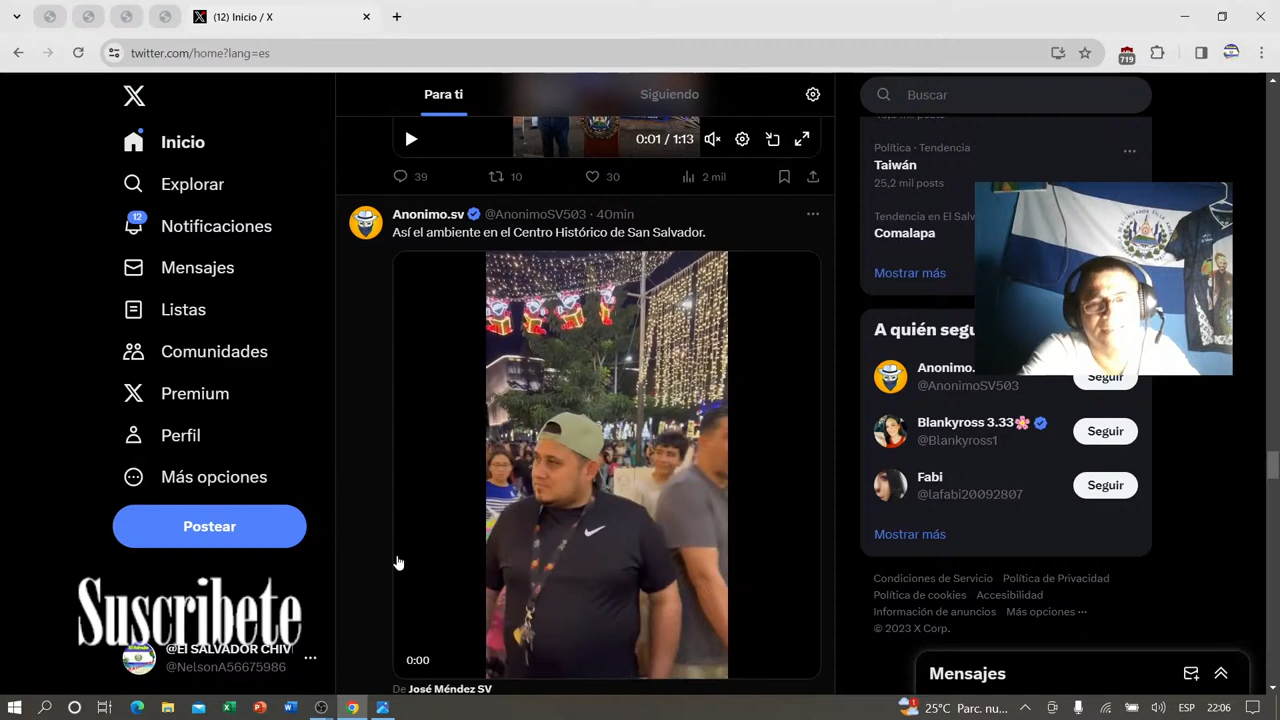 (12) Inicio / X
twitter.com/home?lang=es
719
Para ti
Siguiendo
Buscar
Inicio
Explorar
12
Notificaciones
Mensajes
Listas
Comunidades
Premium
Perfil
Más opciones
Postear
Suscribete
@El SALVADOR CHIV
@NelsonA56675986
0:01 / 1:13
39
10
30
2 mil
Anonimo.sv @AnonimoSV503 · 40min
Así el ambiente en el Centro Histórico de San Salvador.
0:00
De José Méndez SV
Política · Tendencia
Taiwán
25,2 mil posts
Tendencia en El Salv
Comalapa
Mostrar más
A quién segu
Anonimo.
@AnonimoSV503
Seguir
Blankyross 3.33
@Blankyross1
Seguir
Fabi
@lafabi20092807
Seguir
Mostrar más
Condiciones de Servicio Política de Privacidad
Política de cookies Accesibilidad
Información de anuncios Más opciones ···
© 2023 X Corp.
Mensajes
1
25°C Parc. nu...
ESP
22:06